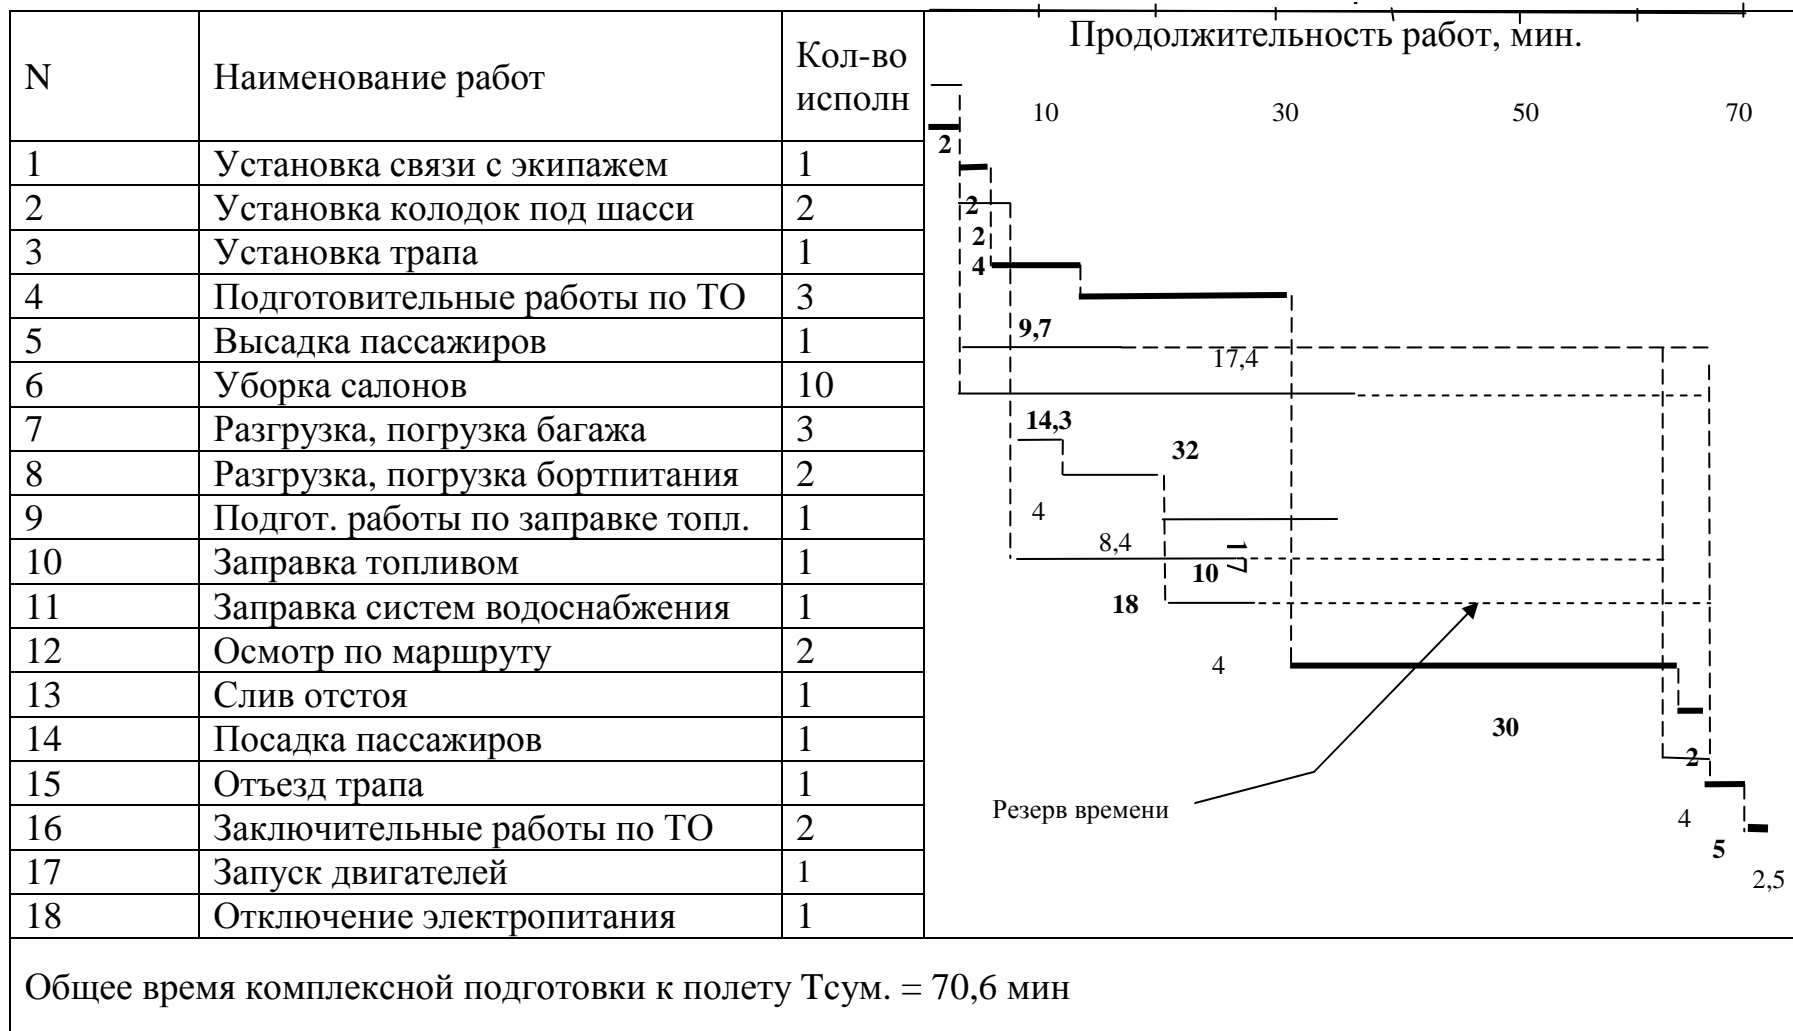 N Наименование работ Кол-во исполн Продолжительность работ, мин.
10 30 50 70
1 Установка связи с экипажем 1
2 Установка колодок под шасси 2
3 Установка трапа 1
4 Подготовительные работы по ТО 3
5 Высадка пассажиров 1
6 Уборка салонов 10
7 Разгрузка, погрузка багажа 3
8 Разгрузка, погрузка бортпитания 2
9 Подгот. работы по заправке топл. 1
10 Заправка топливом 1
11 Заправка систем водоснабжения 1
12 Осмотр по маршруту 2
13 Слив отстоя 1
14 Посадка пассажиров 1
15 Отъезд трапа 1
16 Заключительные работы по ТО 2
17 Запуск двигателей 1
18 Отключение электропитания 1
2
2
2
4
9,7
17,4
14,3
32
4
8,4
17
10
18
4
30
2
Резерв времени
4
5
2,5
Общее время комплексной подготовки к полету Тсум. = 70,6 мин